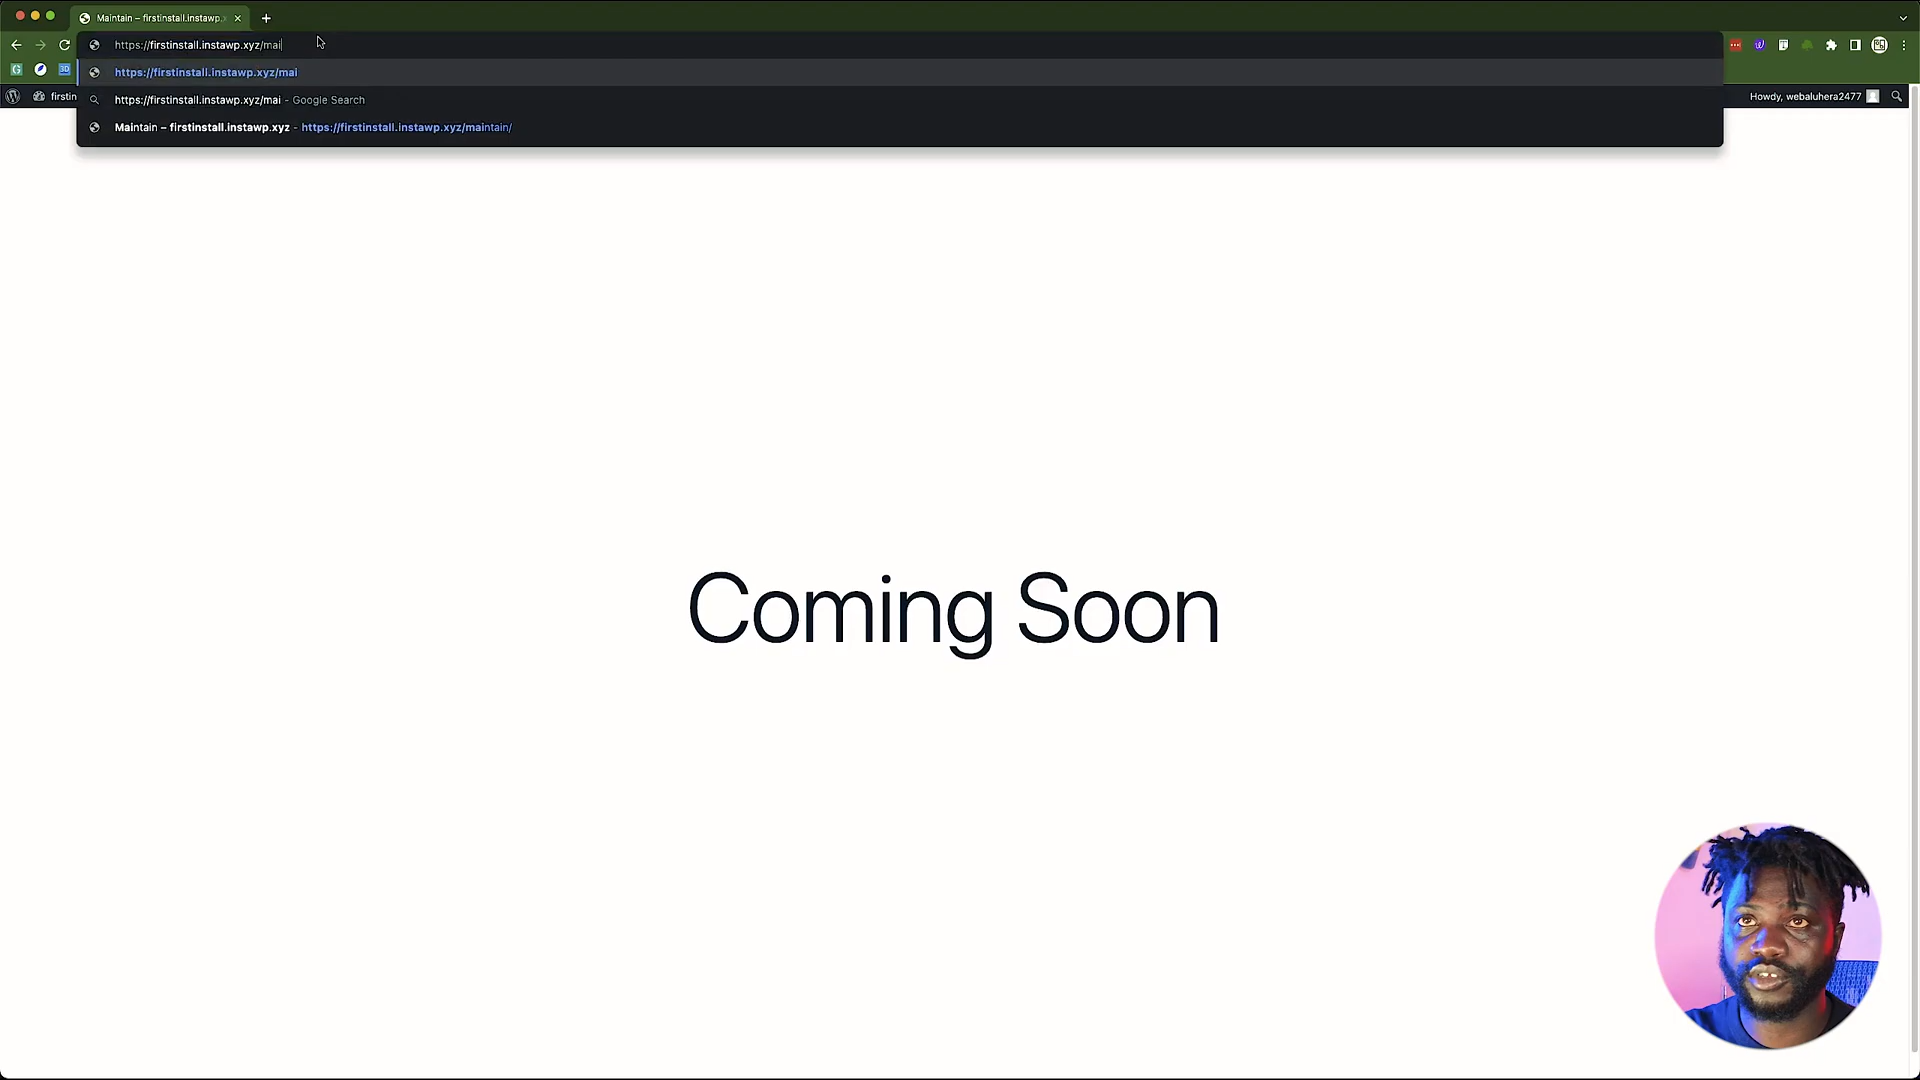 Maintain – firstinstall.instawp.
https://firstinstall.instawp.xyz/mai
https://firstinstall.instawp.xyz/mai
https://firstinstall.instawp.xyz/mai - Google Search
Maintain – firstinstall.instawp.xyz - https://firstinstall.instawp.xyz/maintain/
3D
firstin
Howdy, webaluhera2477
Coming Soon